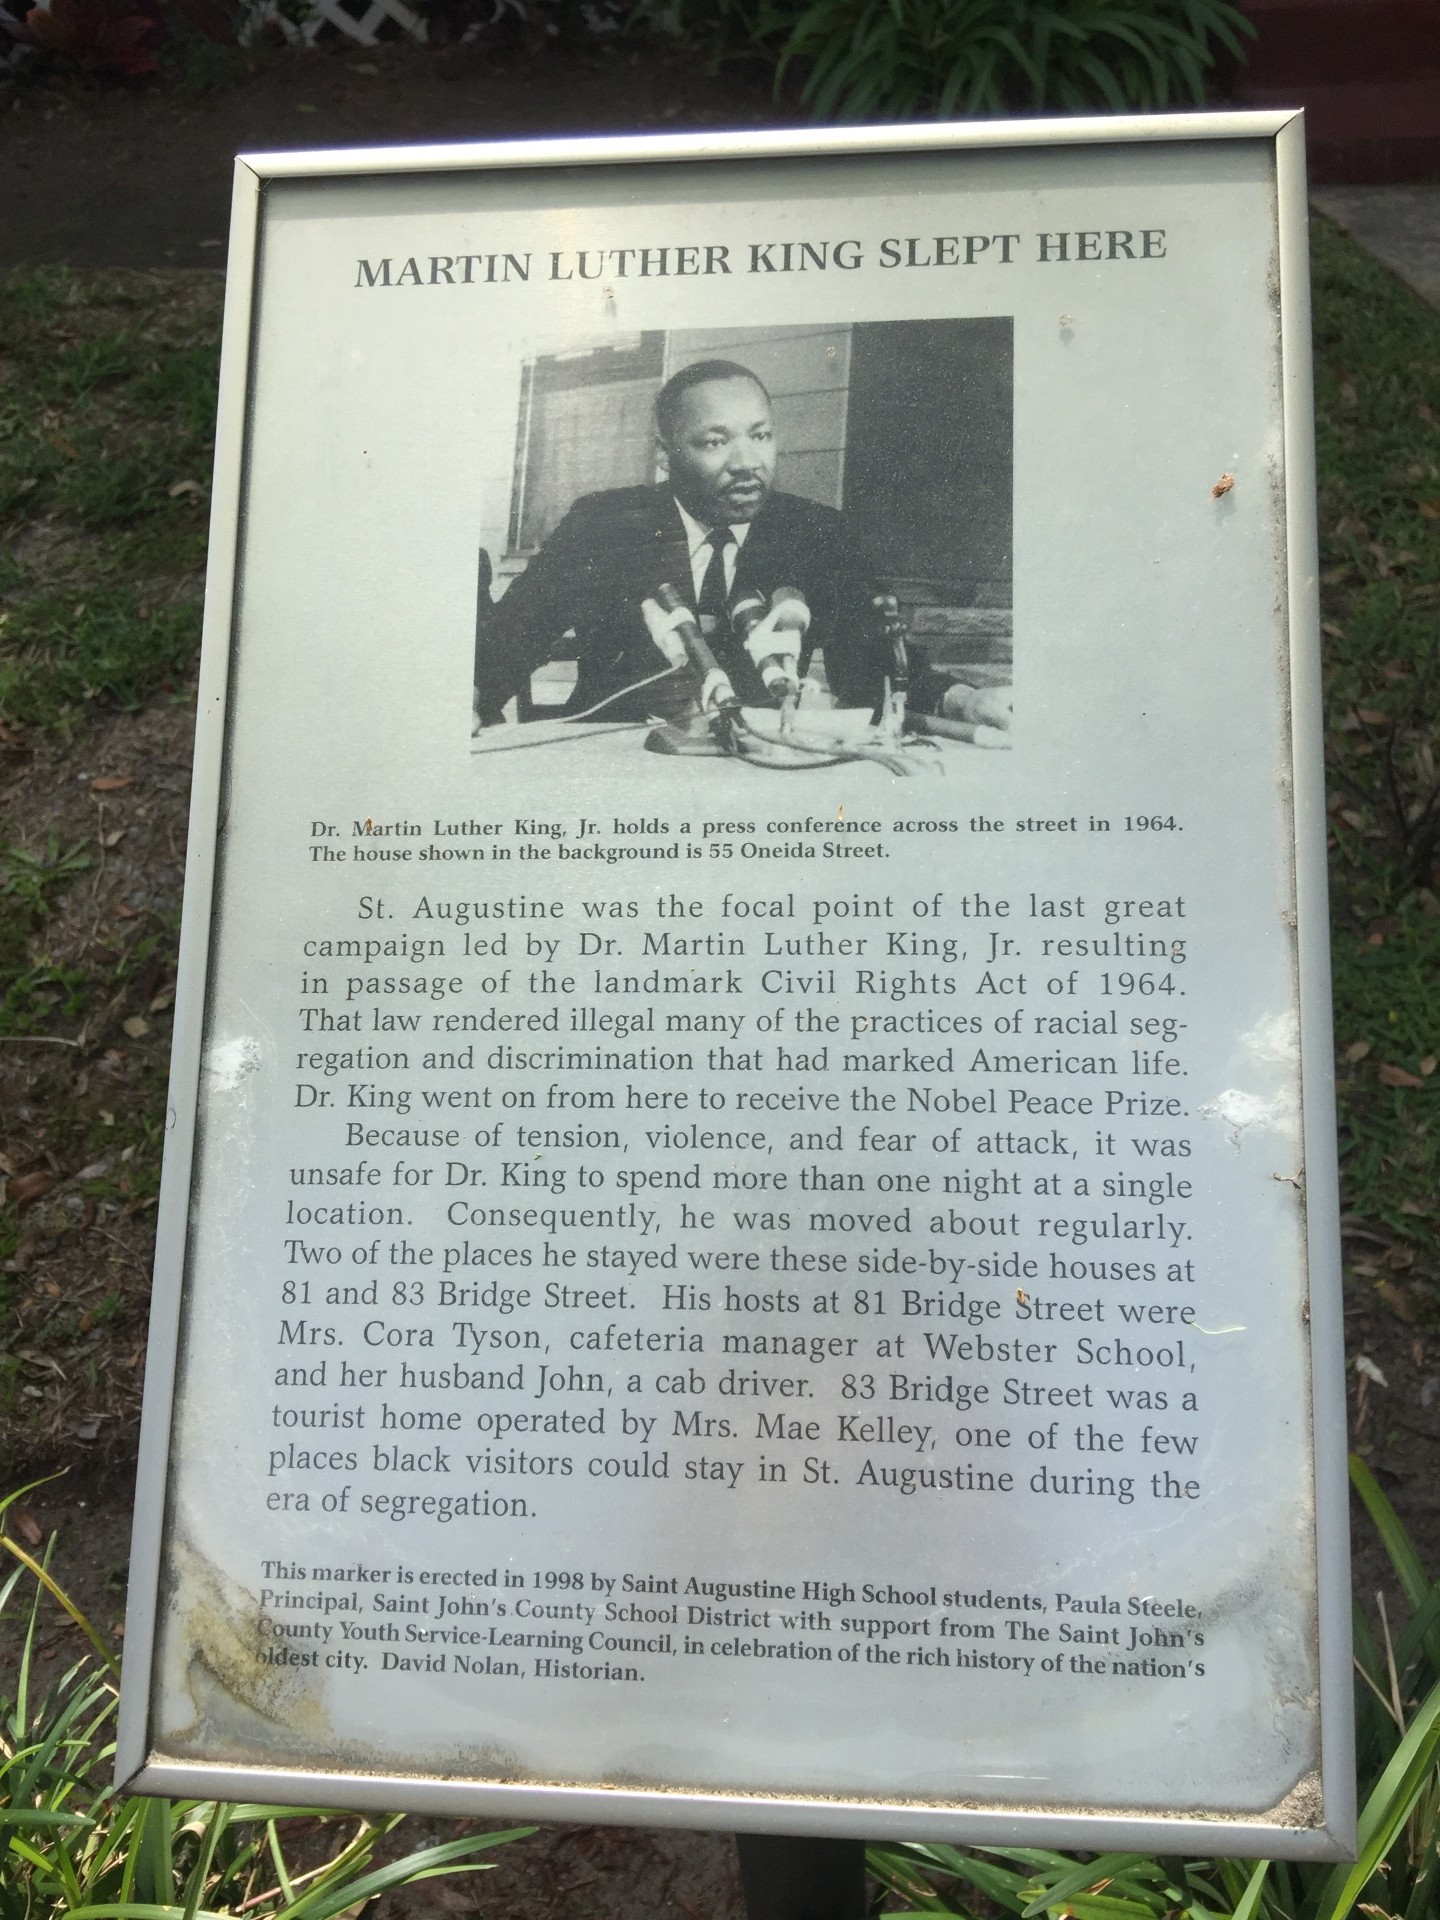 MARTIN LUTHER KING SLEPT HERE
Dr. Martin Luther King, Jr. holds a press conference across the street in 1964.
The house shown in the background is 55 Oneida Street.
St. Augustine was the focal point of the last great
campaign led by Dr. Martin Luther King, Jr. resulting
in passage of the landmark Civil Rights Act of 1964.
That law rendered illegal many of the practices of racial seg-
regation and discrimination that had marked American life.
Dr. King went on from here to receive the Nobel Peace Prize.
Because of tension, violence, and fear of attack, it was
unsafe for Dr. King to spend more than one night at a single
location. Consequently, he was moved about regularly.
Two of the places he stayed were these side-by-side houses at
81 and 83 Bridge Street. His hosts at 81 Bridge Street were
Mrs. Cora Tyson, cafeteria manager at Webster School,
and her husband John, a cab driver. 83 Bridge Street was a
tourist home operated by Mrs. Mae Kelley, one of the few
places black visitors could stay in St. Augustine during the
era of segregation.
This marker is erected in 1998 by Saint Augustine High School students, Paula Steele,
Principal, Saint John's County School District with support from The Saint John's
County Youth Service-Learning Council, in celebration of the rich history of the nation's
oldest city. David Nolan, Historian.